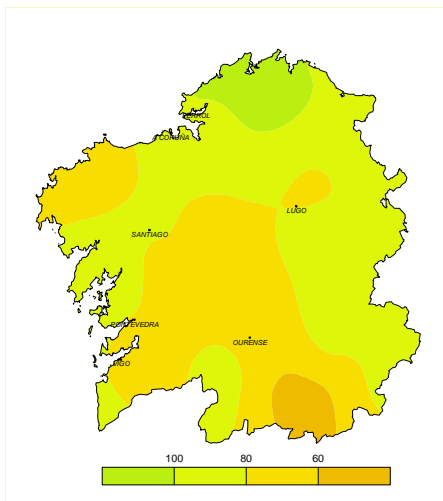 FERROL
A CORUÑA
LUGO
SANTIAGO
PONTEVEDRA
OURENSE
VIGO
100 80 60